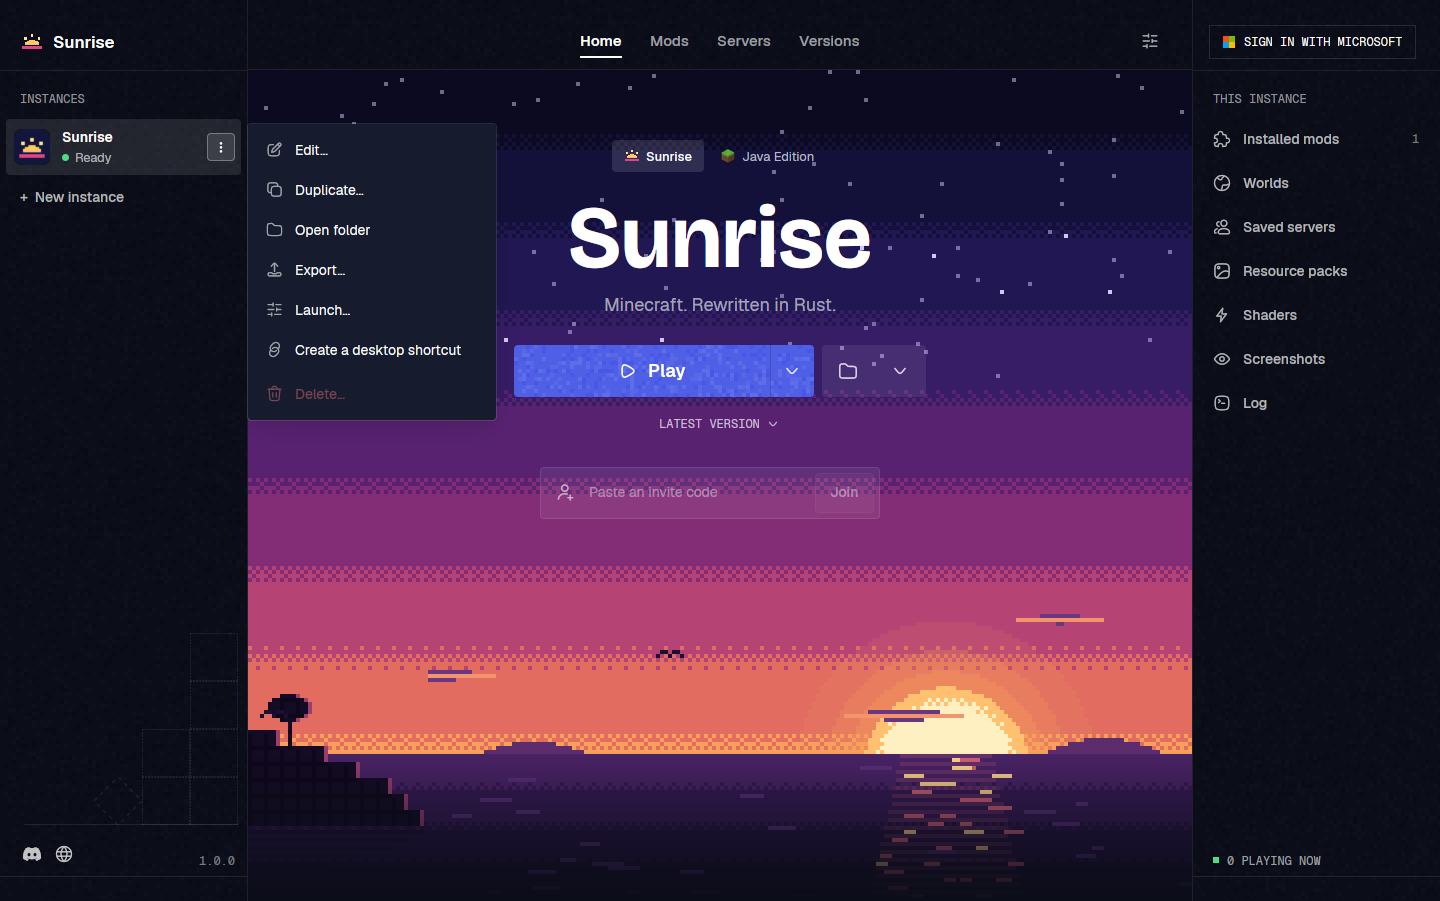 Sunrise
Home
Mods
Servers
Versions
SIGN IN WITH MICROSOFT
INSTANCES
Sunrise
Ready
+ New instance
Edit…
Duplicate…
Open folder
Export…
Launch…
Create a desktop shortcut
Delete…
Sunrise
Java Edition
Sunrise
Minecraft. Rewritten in Rust.
Play
LATEST VERSION
Paste an invite code
Join
THIS INSTANCE
Installed mods 1
Worlds
Saved servers
Resource packs
Shaders
Screenshots
Log
1.0.0
0 PLAYING NOW